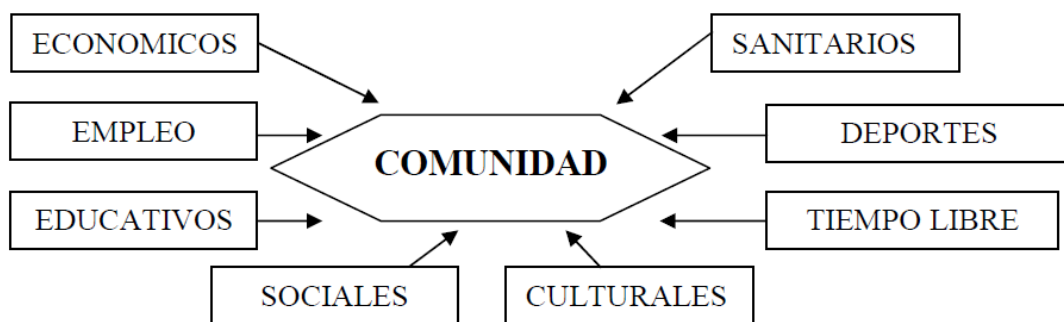 ECONOMICOS
SANITARIOS
EMPLEO
DEPORTES
COMUNIDAD
EDUCATIVOS
TIEMPO LIBRE
SOCIALES
CULTURALES